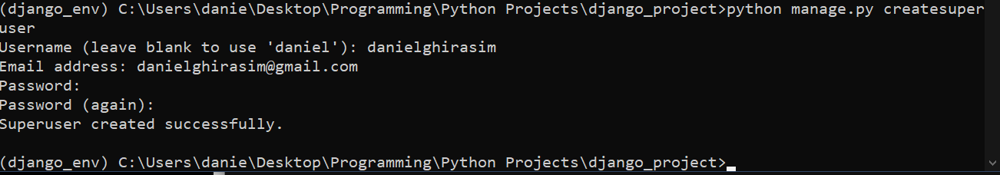 (django_env) C:\Users\danie\Desktop\Programming\Python Projects\django_project>python manage.py createsuper
user
Username (leave blank to use 'daniel'): danielghirasim
Email address: danielghirasim@gmail.com
Password:
Password (again):
Superuser created successfully.
(django_env) C:\Users\danie\Desktop\Programming\Python Projects\django_project>